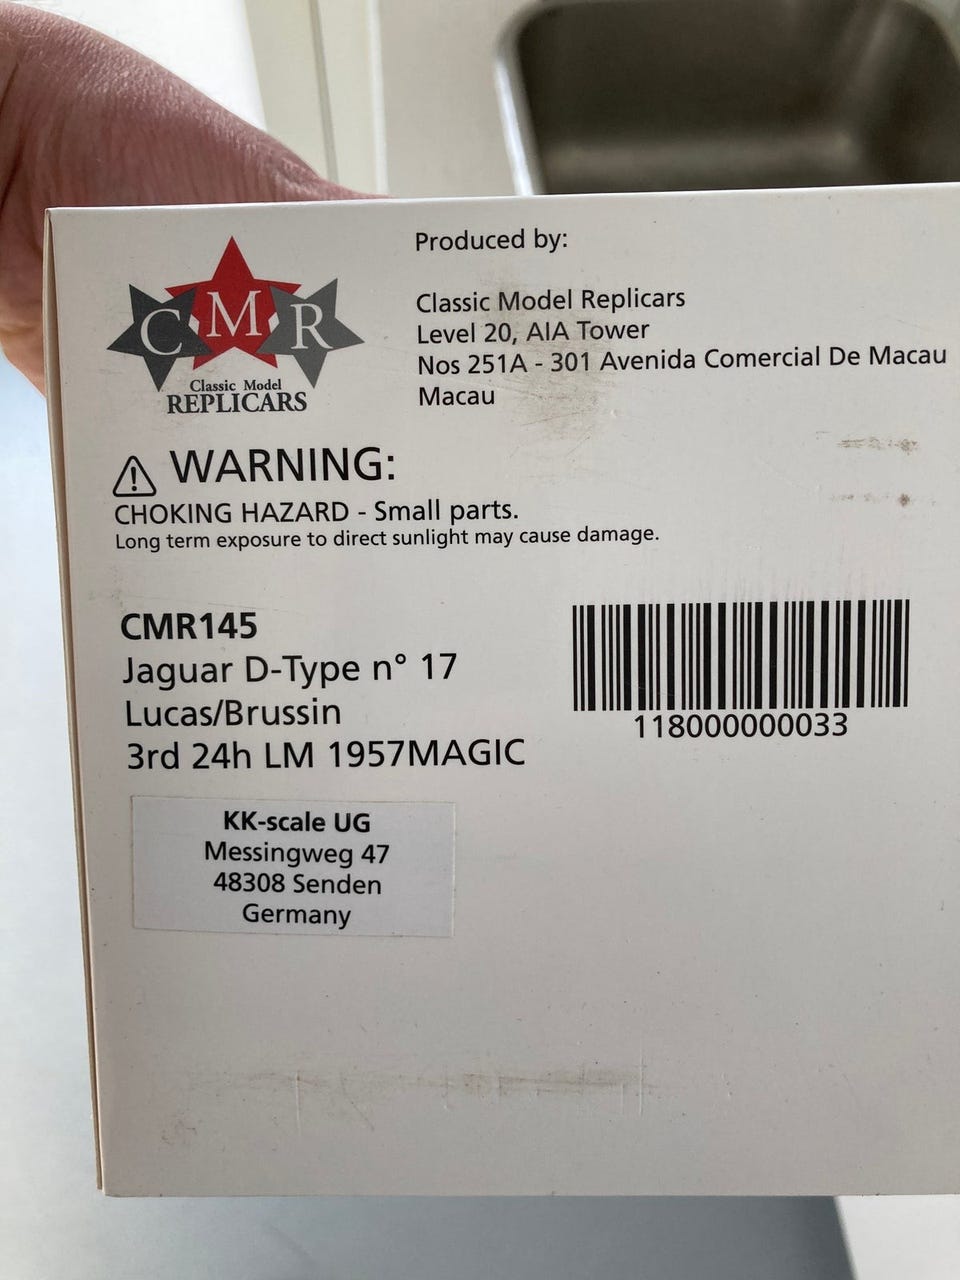 CMR
Classic Model
REPLICARS
Produced by:
Classic Model Replicars
Level 20, AIA Tower
Nos 251A - 301 Avenida Comercial De Macau
Macau
WARNING:
CHOKING HAZARD - Small parts.
Long term exposure to direct sunlight may cause damage.
CMR145
Jaguar D-Type n° 17
Lucas/Brussin
3rd 24h LM 1957MAGIC
118000000033
KK-scale UG
Messingweg 47
48308 Senden
Germany